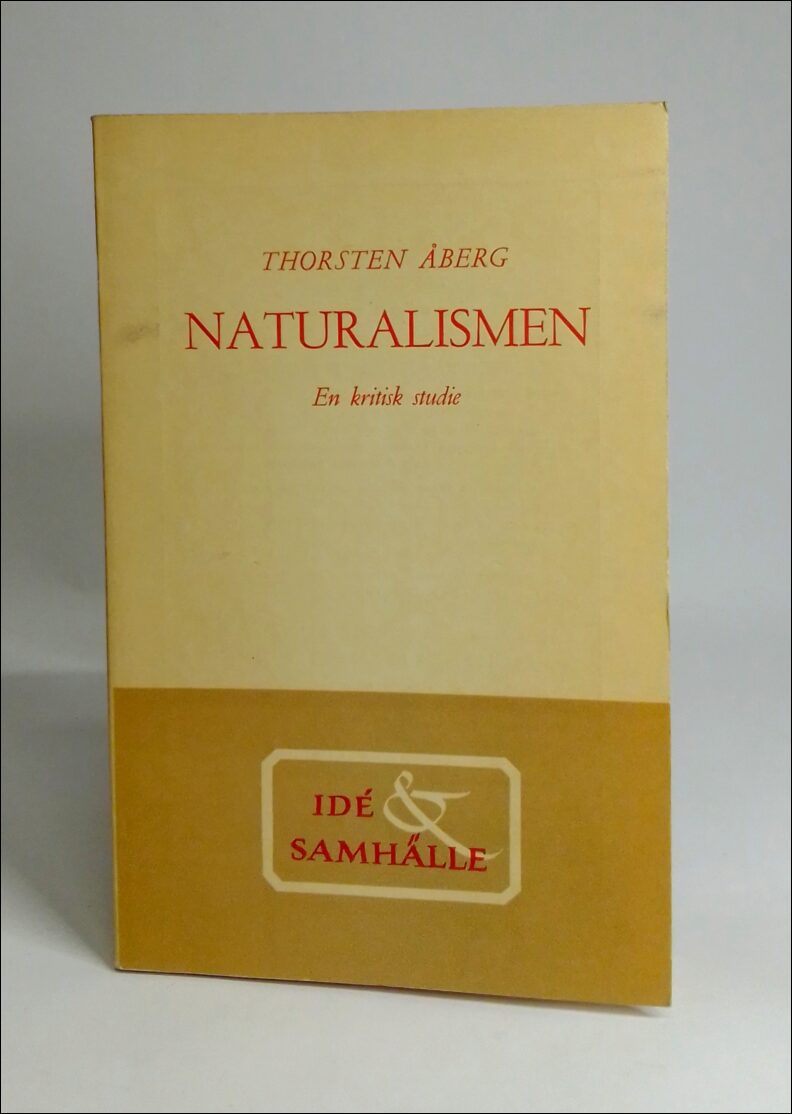 THORSTEN ÅBERG
NATURALISMEN
En kritisk studie
IDÉ &
SAMHÄLLE